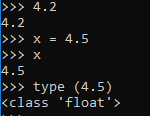 >>> 4.2
4.2
>>> x = 4.5
>>> x
4.5
>>> type (4.5)
<class 'float'>